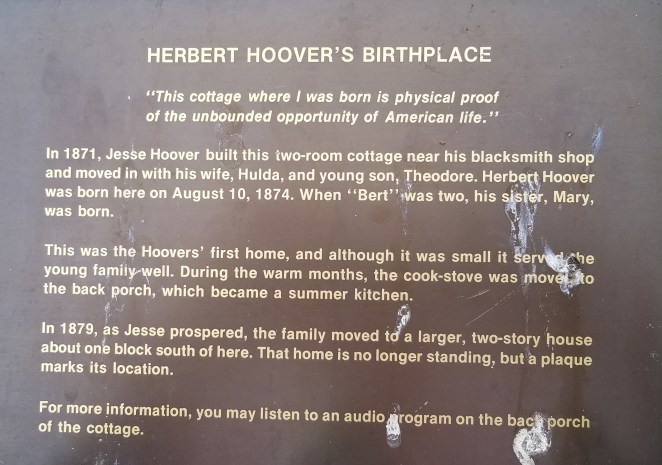 HERBERT HOOVER'S BIRTHPLACE
"This cottage where I was born is physical proof
of the unbounded opportunity of American life."
In 1871, Jesse Hoover built this two-room cottage near his blacksmith shop
and moved in with his wife, Hulda, and young son, Theodore. Herbert Hoover
was born here on August 10, 1874. When "Bert" was two, his sister, Mary,
was born.
This was the Hoovers' first home, and although it was small it served the
young family well. During the warm months, the cook-stove was moved to
the back porch, which became a summer kitchen.
In 1879, as Jesse prospered, the family moved to a larger, two-story house
about one block south of here. That home is no longer standing, but a plaque
marks its location.
For more information, you may listen to an audio program on the back porch
of the cottage.